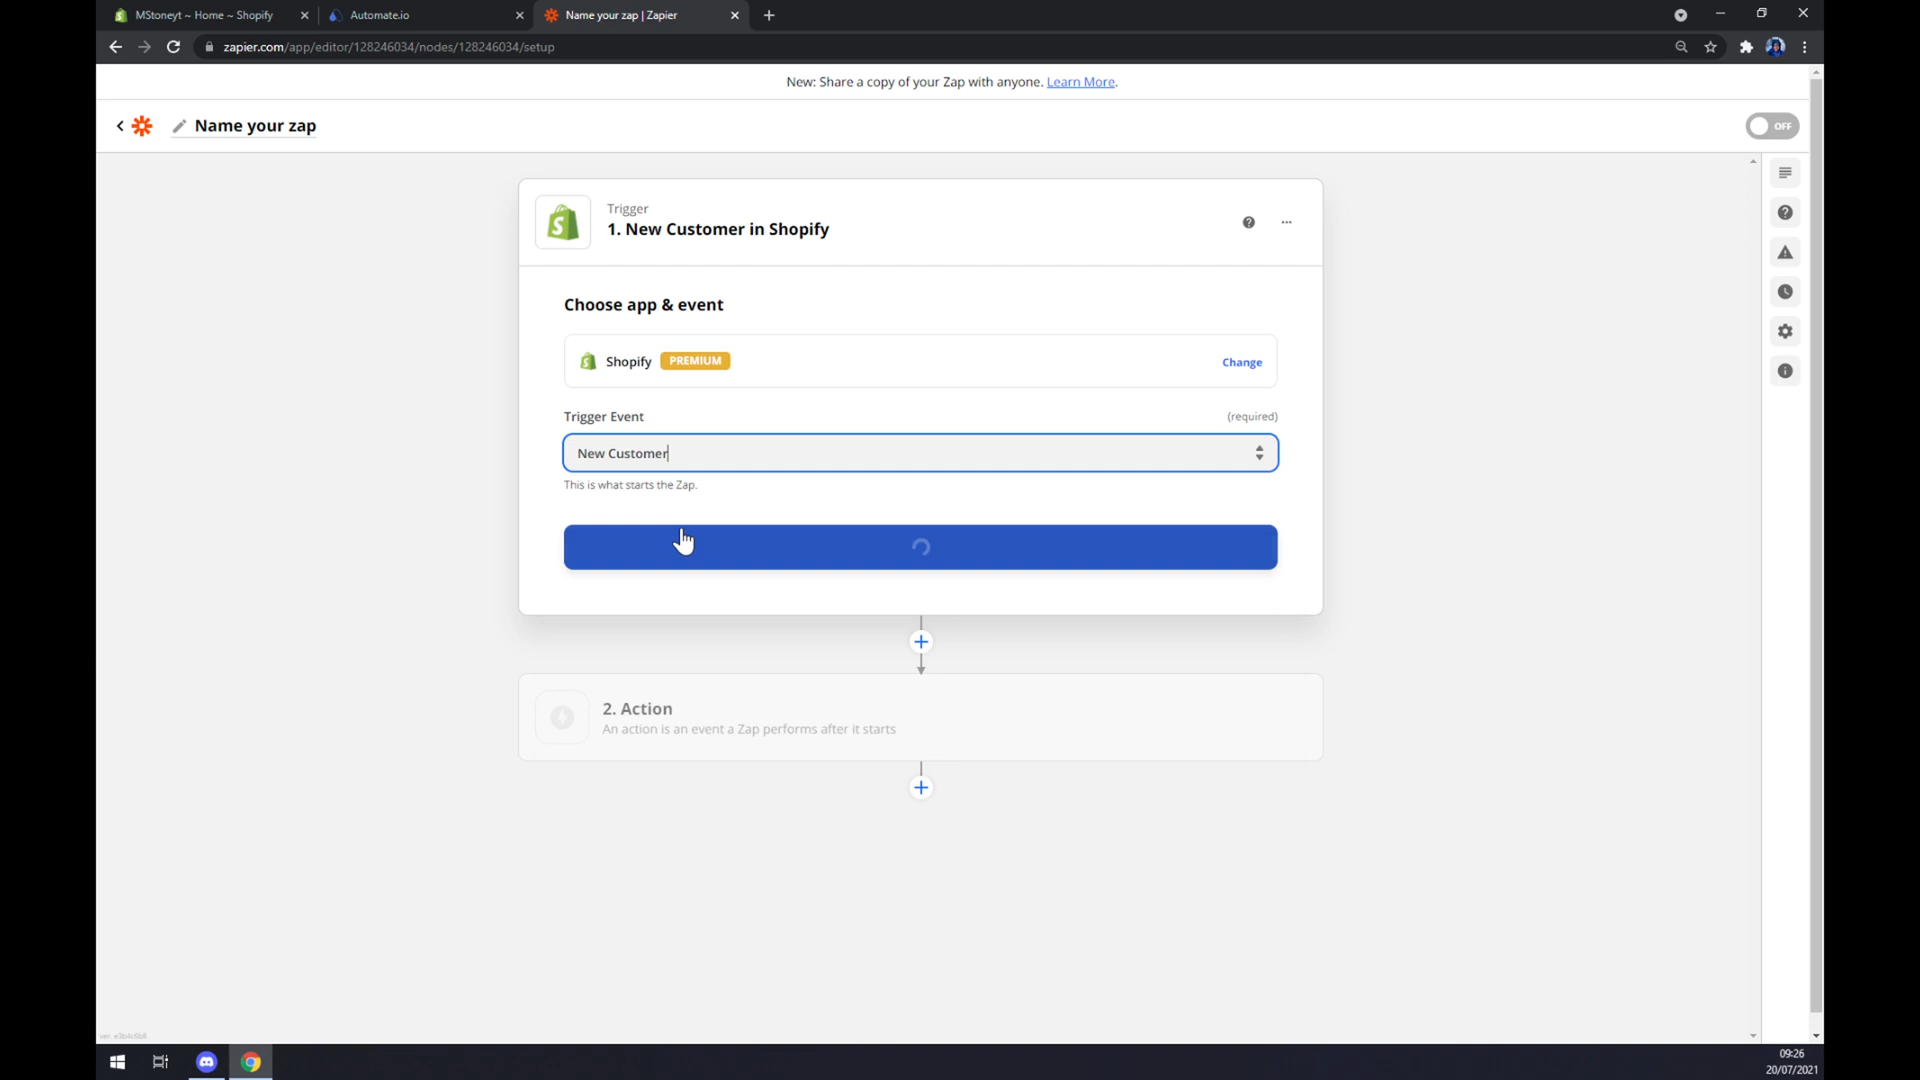 MStoneyt ~ Home ~ Shopify
Automate.io
Name your zap | Zapier
zapier.com/app/editor/128246034/nodes/128246034/setup
New: Share a copy of your Zap with anyone. Learn More.
Name your zap
OFF
Trigger
1. New Customer in Shopify
Choose app & event
Shopify PREMIUM
Change
Trigger Event
(required)
New Customer
This is what starts the Zap.
2. Action
An action is an event a Zap performs after it starts
09:26
20/07/2021